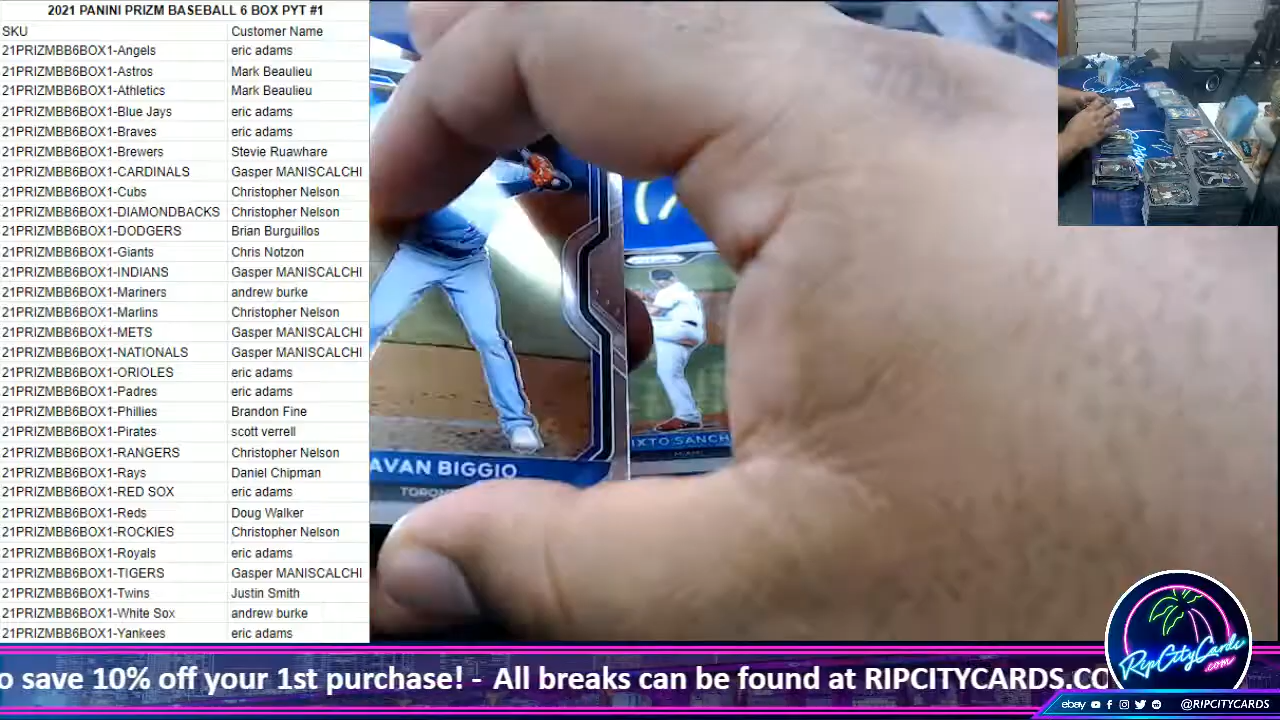 2021 PANINI PRIZM BASEBALL 6 BOX PYT #1
SKU Customer Name
21PRIZMBB6BOX1-Angels eric adams
21PRIZMBB6BOX1-Astros Mark Beaulieu
21PRIZMBB6BOX1-Athletics Mark Beaulieu
21PRIZMBB6BOX1-Blue Jays eric adams
21PRIZMBB6BOX1-Braves eric adams
21PRIZMBB6BOX1-Brewers Stevie Ruawhare
21PRIZMBB6BOX1-CARDINALS Gasper MANISCALCHI
21PRIZMBB6BOX1-Cubs Christopher Nelson
21PRIZMBB6BOX1-DIAMONDBACKS Christopher Nelson
21PRIZMBB6BOX1-DODGERS Brian Burguillos
21PRIZMBB6BOX1-Giants Chris Notzon
21PRIZMBB6BOX1-INDIANS Gasper MANISCALCHI
21PRIZMBB6BOX1-Mariners andrew burke
21PRIZMBB6BOX1-Marlins Christopher Nelson
21PRIZMBB6BOX1-METS Gasper MANISCALCHI
21PRIZMBB6BOX1-NATIONALS Gasper MANISCALCHI
21PRIZMBB6BOX1-ORIOLES eric adams
21PRIZMBB6BOX1-Padres eric adams
21PRIZMBB6BOX1-Phillies Brandon Fine
21PRIZMBB6BOX1-Pirates scott verrell
21PRIZMBB6BOX1-RANGERS Christopher Nelson
21PRIZMBB6BOX1-Rays Daniel Chipman
21PRIZMBB6BOX1-RED SOX eric adams
21PRIZMBB6BOX1-Reds Doug Walker
21PRIZMBB6BOX1-ROCKIES Christopher Nelson
21PRIZMBB6BOX1-Royals eric adams
21PRIZMBB6BOX1-TIGERS Gasper MANISCALCHI
21PRIZMBB6BOX1-Twins Justin Smith
21PRIZMBB6BOX1-White Sox andrew burke
21PRIZMBB6BOX1-Yankees eric adams
AVAN BIGGIO
TORON
IXTO SANCH
MIAMI
o save 10% off your 1st purchase! - All breaks can be found at RIPCITYCARDS.CO
RipCityCards
.com
ebay @RIPCITYCARDS